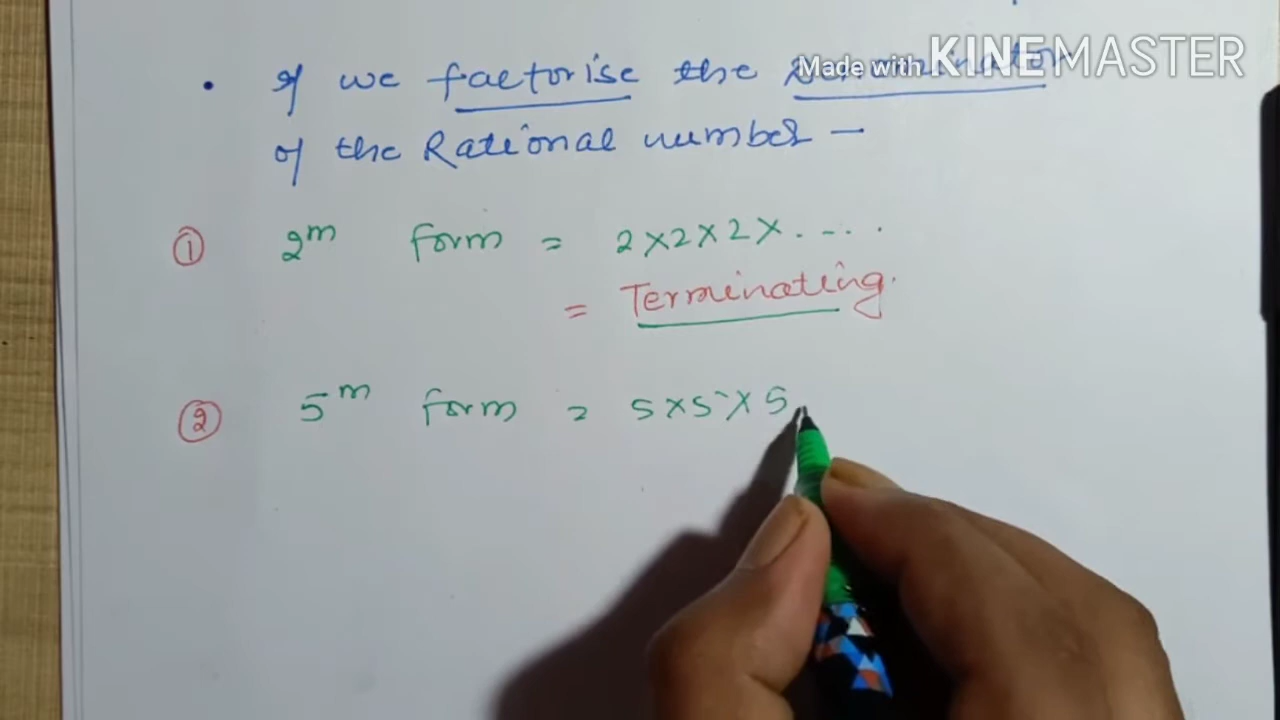 Made with KINEMASTER
• If we factorise the Denominator
of the Rational number —
① 2^m form = 2×2×2×.....
= Terminating.
② 5^m form = 5×5×5